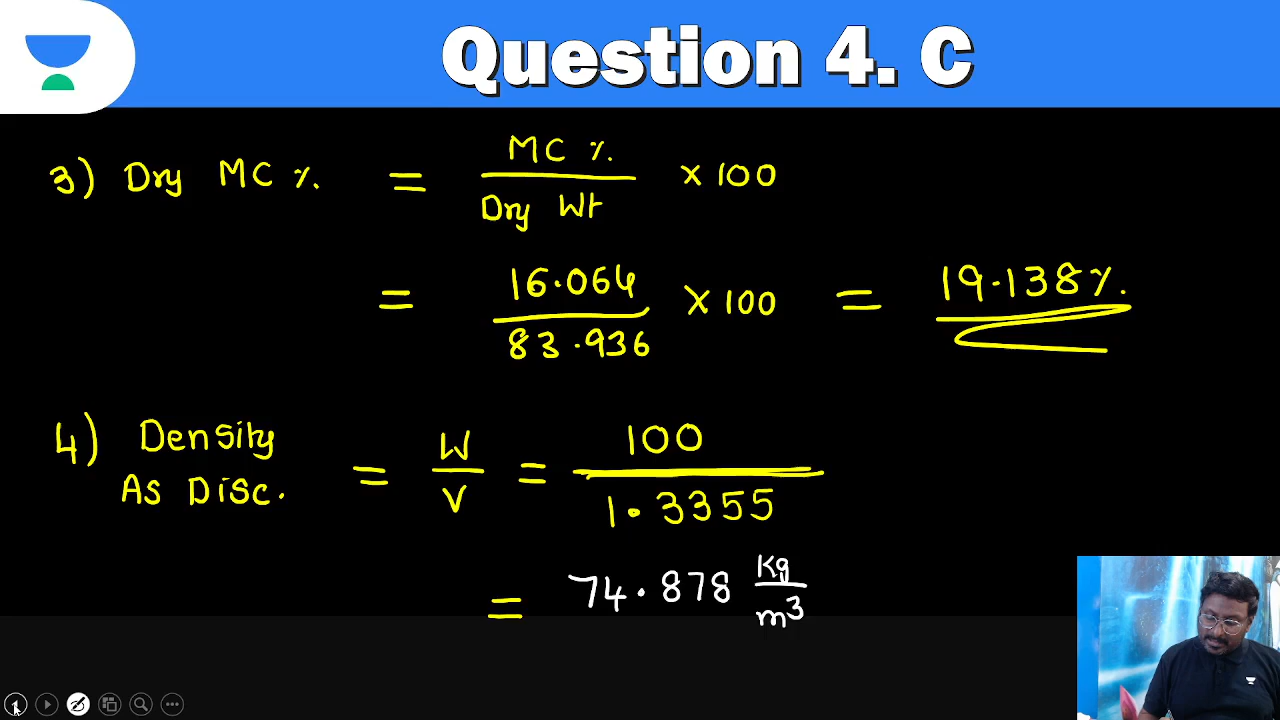 Question 4. C
3) Dry MC %. = MC %. / Dry Wt × 100
= 16.064 / 83.936 × 100 = 19.138%.
4) Density As Disc. = W / V = 100 / 1.3355
= 74.878 Kg / m³